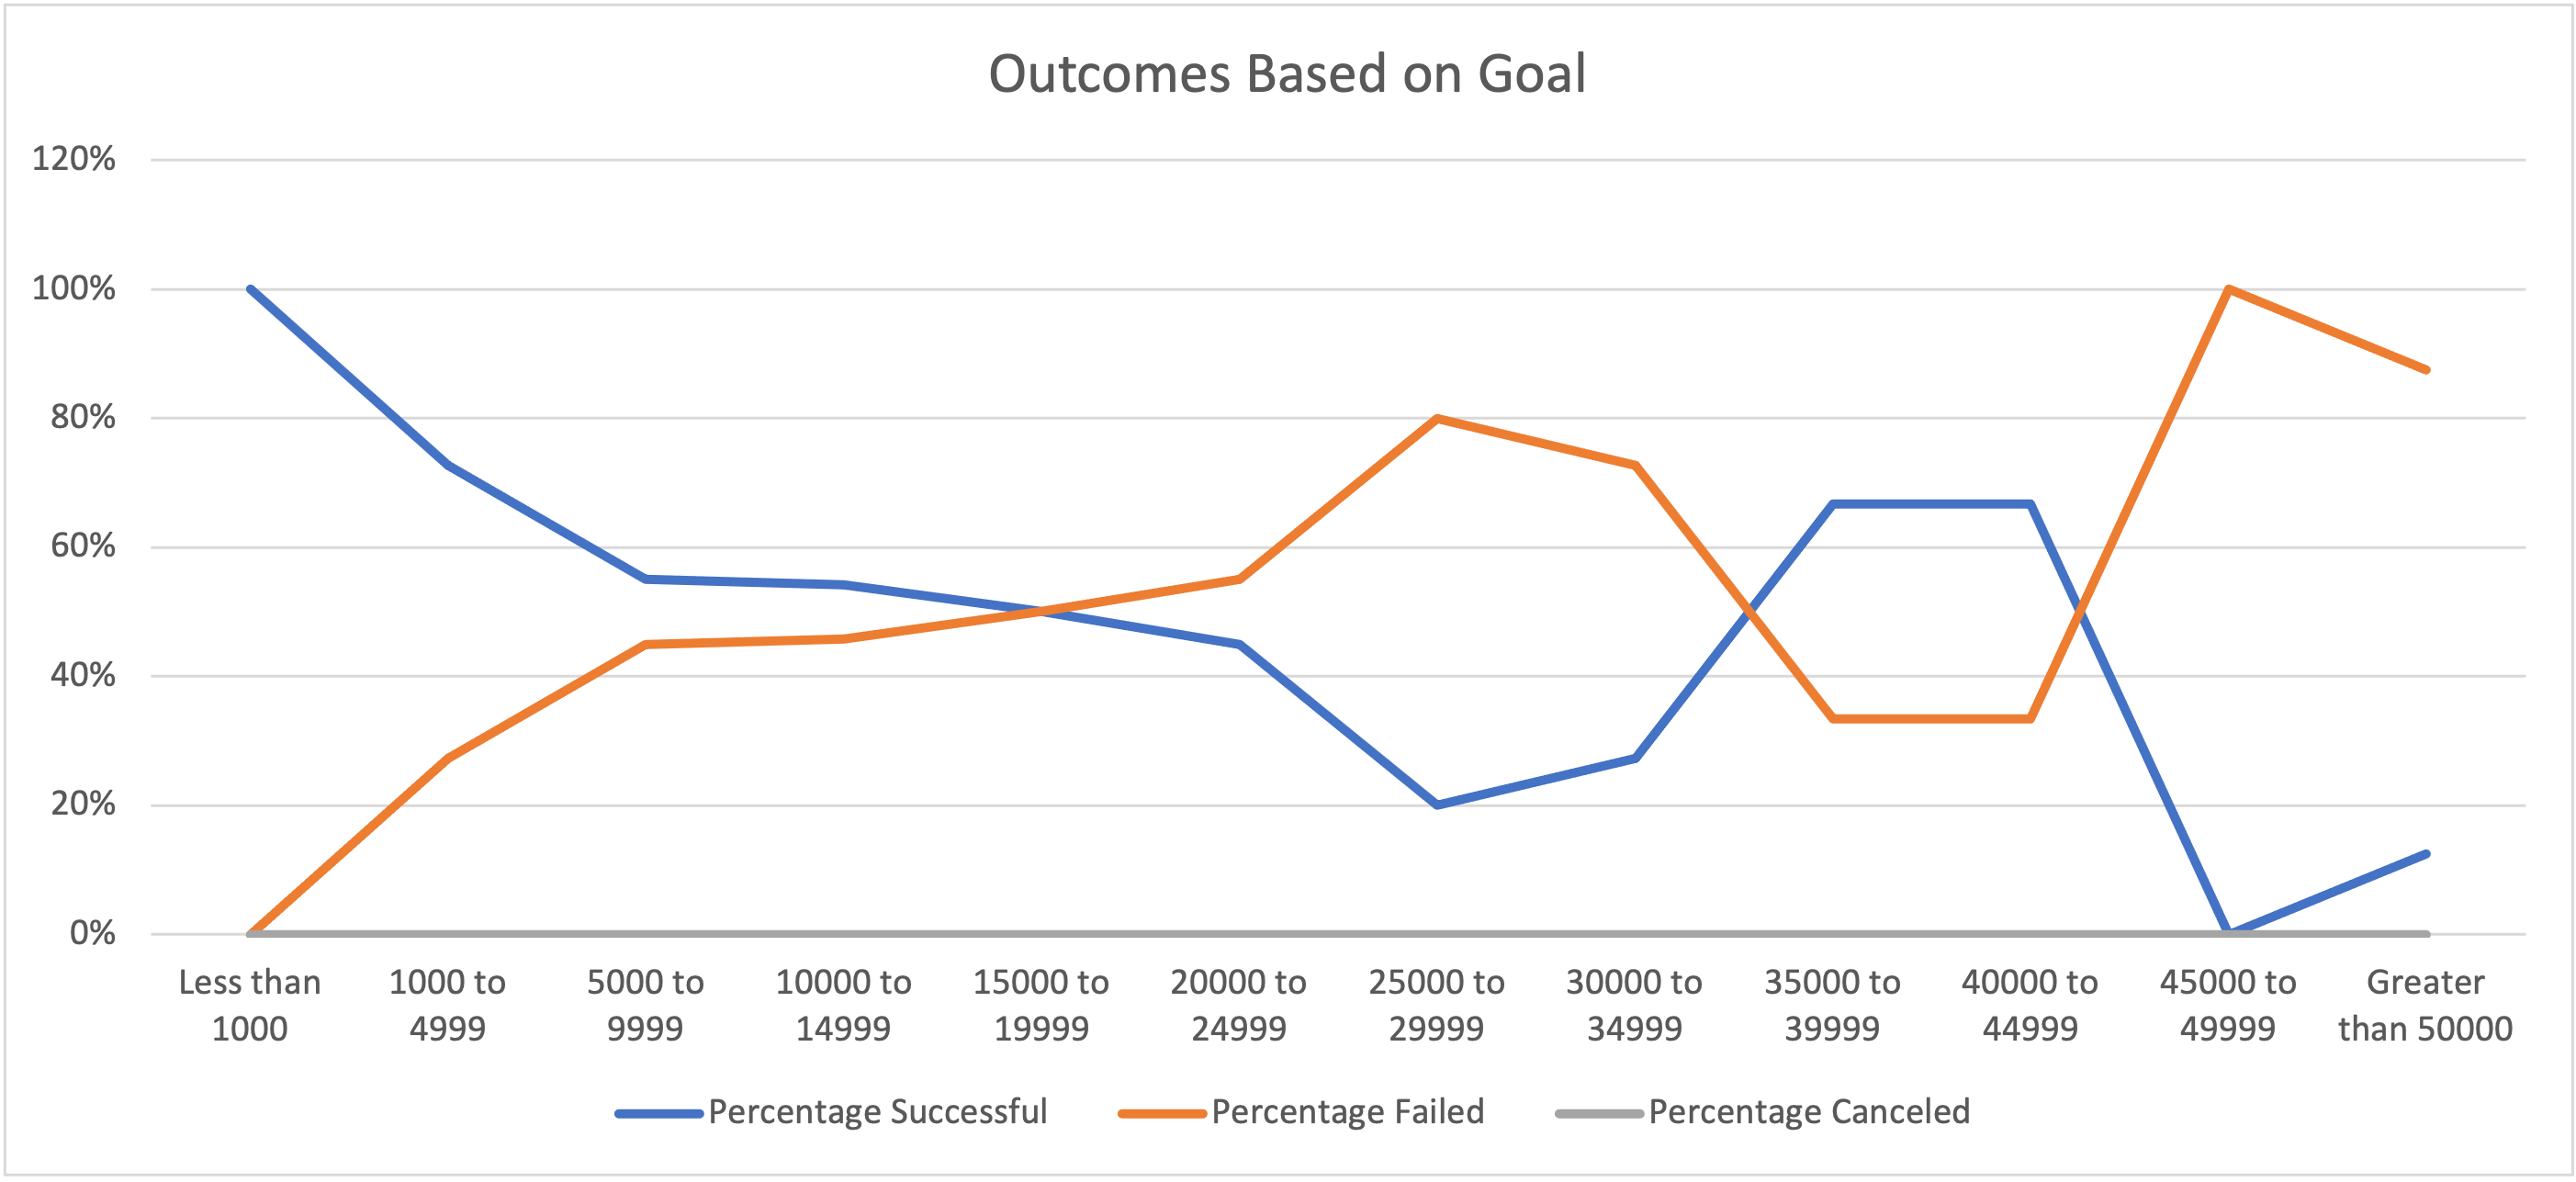 Outcomes Based on Goal
120%
100%
80%
60%
40%
20%
0%
Less than
1000
1000 to
4999
5000 to
9999
10000 to
14999
15000 to
19999
20000 to
24999
25000 to
29999
30000 to
34999
35000 to
39999
40000 to
44999
45000 to
49999
Greater
than 50000
Percentage Successful
Percentage Failed
Percentage Canceled